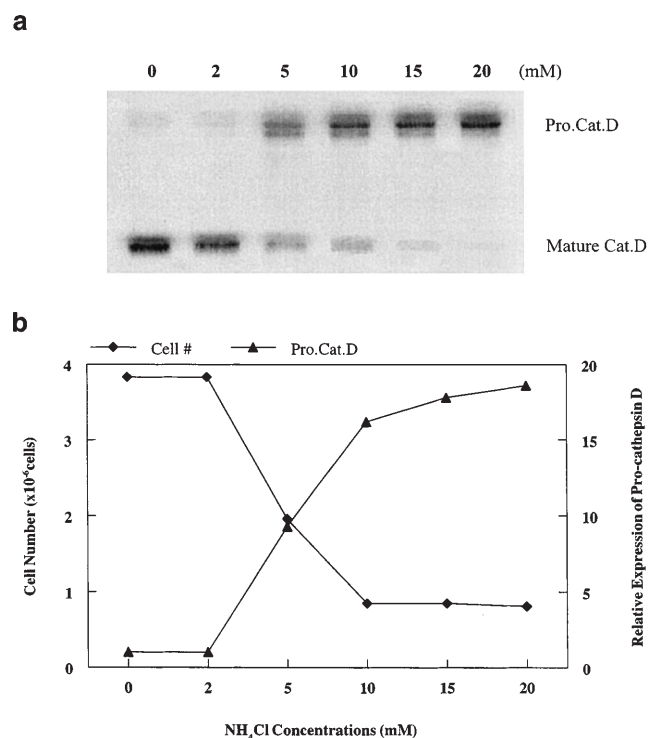 a
0 2 5 10 15 20 (mM)
Pro.Cat.D
Mature Cat.D
b
Cell # Pro.Cat.D
4 20
3 15
2 10
1 5
0 0
Cell Number (x10⁻⁶cells)
Relative Expression of Pro-cathepsin D
0 2 5 10 15 20
NH₄Cl Concentrations (mM)